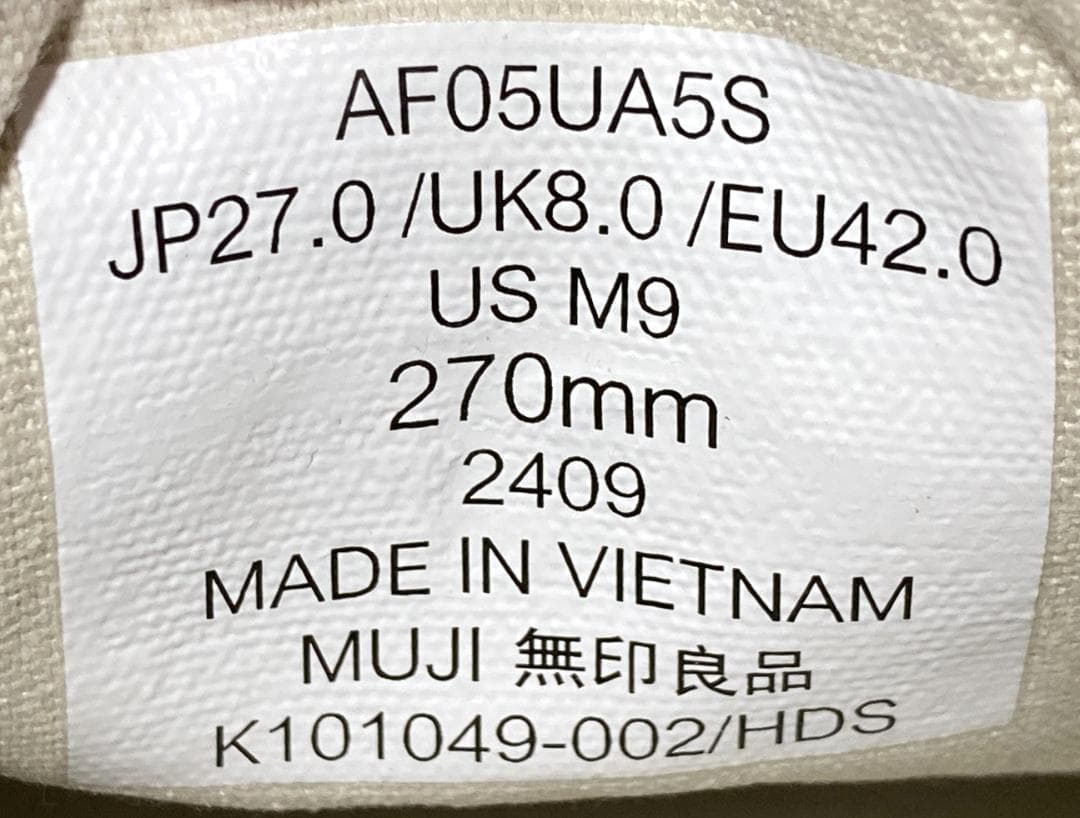 AF05UA5S
JP27.0 /UK8.0 /EU42.0
US M9
270mm
2409
MADE IN VIETNAM
MUJI 無印良品
K101049-002/HDS